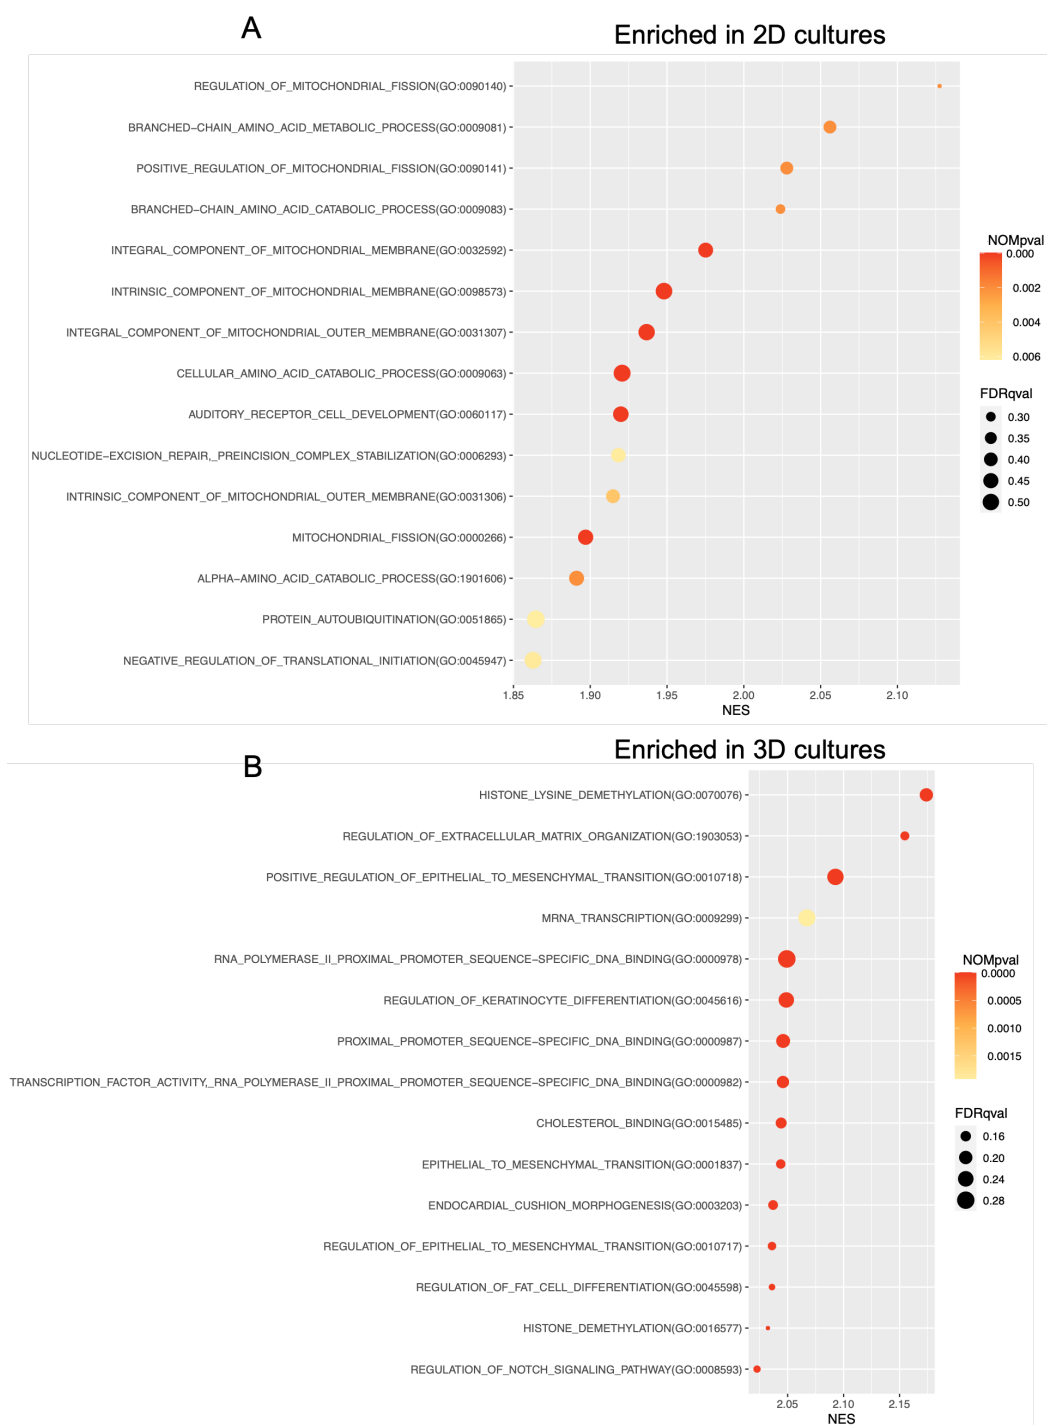 A
Enriched in 2D cultures
REGULATION_OF_MITOCHONDRIAL_FISSION(GO:0090140)
BRANCHED-CHAIN_AMINO_ACID_METABOLIC_PROCESS(GO:0009081)
POSITIVE_REGULATION_OF_MITOCHONDRIAL_FISSION(GO:0090141)
BRANCHED-CHAIN_AMINO_ACID_CATABOLIC_PROCESS(GO:0009083)
INTEGRAL_COMPONENT_OF_MITOCHONDRIAL_MEMBRANE(GO:0032592)
INTRINSIC_COMPONENT_OF_MITOCHONDRIAL_MEMBRANE(GO:0098573)
INTEGRAL_COMPONENT_OF_MITOCHONDRIAL_OUTER_MEMBRANE(GO:0031307)
CELLULAR_AMINO_ACID_CATABOLIC_PROCESS(GO:0009063)
AUDITORY_RECEPTOR_CELL_DEVELOPMENT(GO:0060117)
NUCLEOTIDE-EXCISION_REPAIR,_PREINCISION_COMPLEX_STABILIZATION(GO:0006293)
INTRINSIC_COMPONENT_OF_MITOCHONDRIAL_OUTER_MEMBRANE(GO:0031306)
MITOCHONDRIAL_FISSION(GO:0000266)
ALPHA-AMINO_ACID_CATABOLIC_PROCESS(GO:1901606)
PROTEIN_AUTOUBIQUITINATION(GO:0051865)
NEGATIVE_REGULATION_OF_TRANSLATIONAL_INITIATION(GO:0045947)
1.85 1.90 1.95 2.00 2.05 2.10
NES
NOMpval
0.000
0.002
0.004
0.006
FDRqval
0.30
0.35
0.40
0.45
0.50
B
Enriched in 3D cultures
HISTONE_LYSINE_DEMETHYLATION(GO:0070076)
REGULATION_OF_EXTRACELLULAR_MATRIX_ORGANIZATION(GO:1903053)
POSITIVE_REGULATION_OF_EPITHELIAL_TO_MESENCHYMAL_TRANSITION(GO:0010718)
MRNA_TRANSCRIPTION(GO:0009299)
RNA_POLYMERASE_II_PROXIMAL_PROMOTER_SEQUENCE-SPECIFIC_DNA_BINDING(GO:0000978)
REGULATION_OF_KERATINOCYTE_DIFFERENTIATION(GO:0045616)
PROXIMAL_PROMOTER_SEQUENCE-SPECIFIC_DNA_BINDING(GO:0000987)
TRANSCRIPTION_FACTOR_ACTIVITY,_RNA_POLYMERASE_II_PROXIMAL_PROMOTER_SEQUENCE-SPECIFIC_DNA_BINDING(GO:0000982)
CHOLESTEROL_BINDING(GO:0015485)
EPITHELIAL_TO_MESENCHYMAL_TRANSITION(GO:0001837)
ENDOCARDIAL_CUSHION_MORPHOGENESIS(GO:0003203)
REGULATION_OF_EPITHELIAL_TO_MESENCHYMAL_TRANSITION(GO:0010717)
REGULATION_OF_FAT_CELL_DIFFERENTIATION(GO:0045598)
HISTONE_DEMETHYLATION(GO:0016577)
REGULATION_OF_NOTCH_SIGNALING_PATHWAY(GO:0008593)
2.05 2.10 2.15
NES
NOMpval
0.0000
0.0005
0.0010
0.0015
FDRqval
0.16
0.20
0.24
0.28